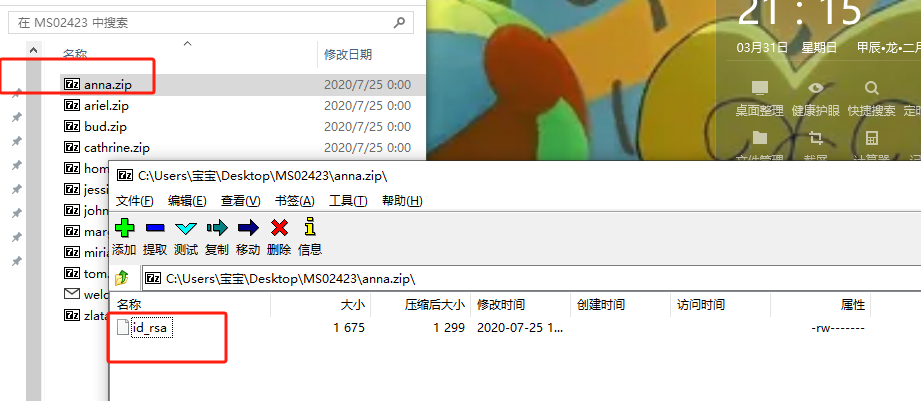 在 MS02423 中搜索
21 : 15
03月31日 星期日 甲辰•龙•二月
名称 修改日期
anna.zip 2020/7/25 0:00
ariel.zip 2020/7/25 0:00
bud.zip 2020/7/25 0:00
cathrine.zip 2020/7/25 0:00
桌面整理 健康护眼 快捷搜索 定时
文件管理 截屏 计算器
hom
jessi
john
marg
miria
tom.
welc
zlata
C:\Users\宝宝\Desktop\MS02423\anna.zip\
文件(F) 编辑(E) 查看(V) 书签(A) 工具(T) 帮助(H)
添加 提取 测试 复制 移动 删除 信息
C:\Users\宝宝\Desktop\MS02423\anna.zip\
名称 大小 压缩后大小 修改时间 创建时间 访问时间 属性
id_rsa 1 675 1 299 2020-07-25 1... -rw-------